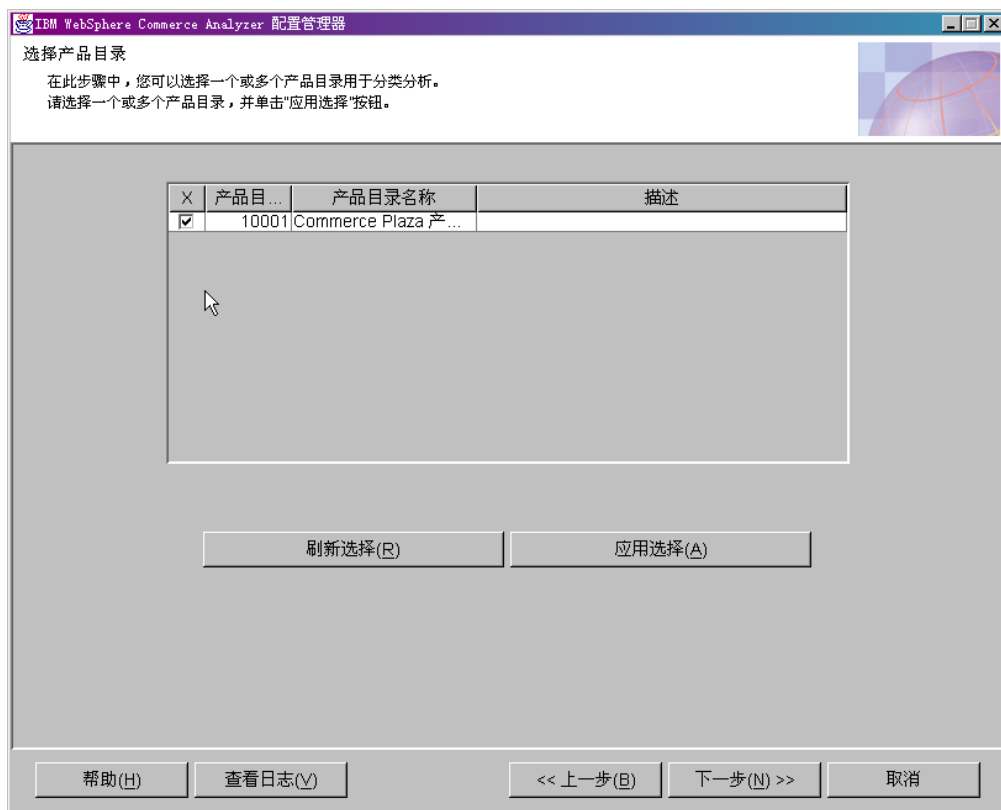 IBM WebSphere Commerce Analyzer 配置管理器
选择产品目录
在此步骤中，您可以选择一个或多个产品目录用于分类分析。
请选择一个或多个产品目录，并单击"应用选择"按钮。
X 产品目... 产品目录名称 描述
10001 Commerce Plaza 产...
刷新选择(R) 应用选择(A)
帮助(H) 查看日志(V) << 上一步(B) 下一步(N) >> 取消